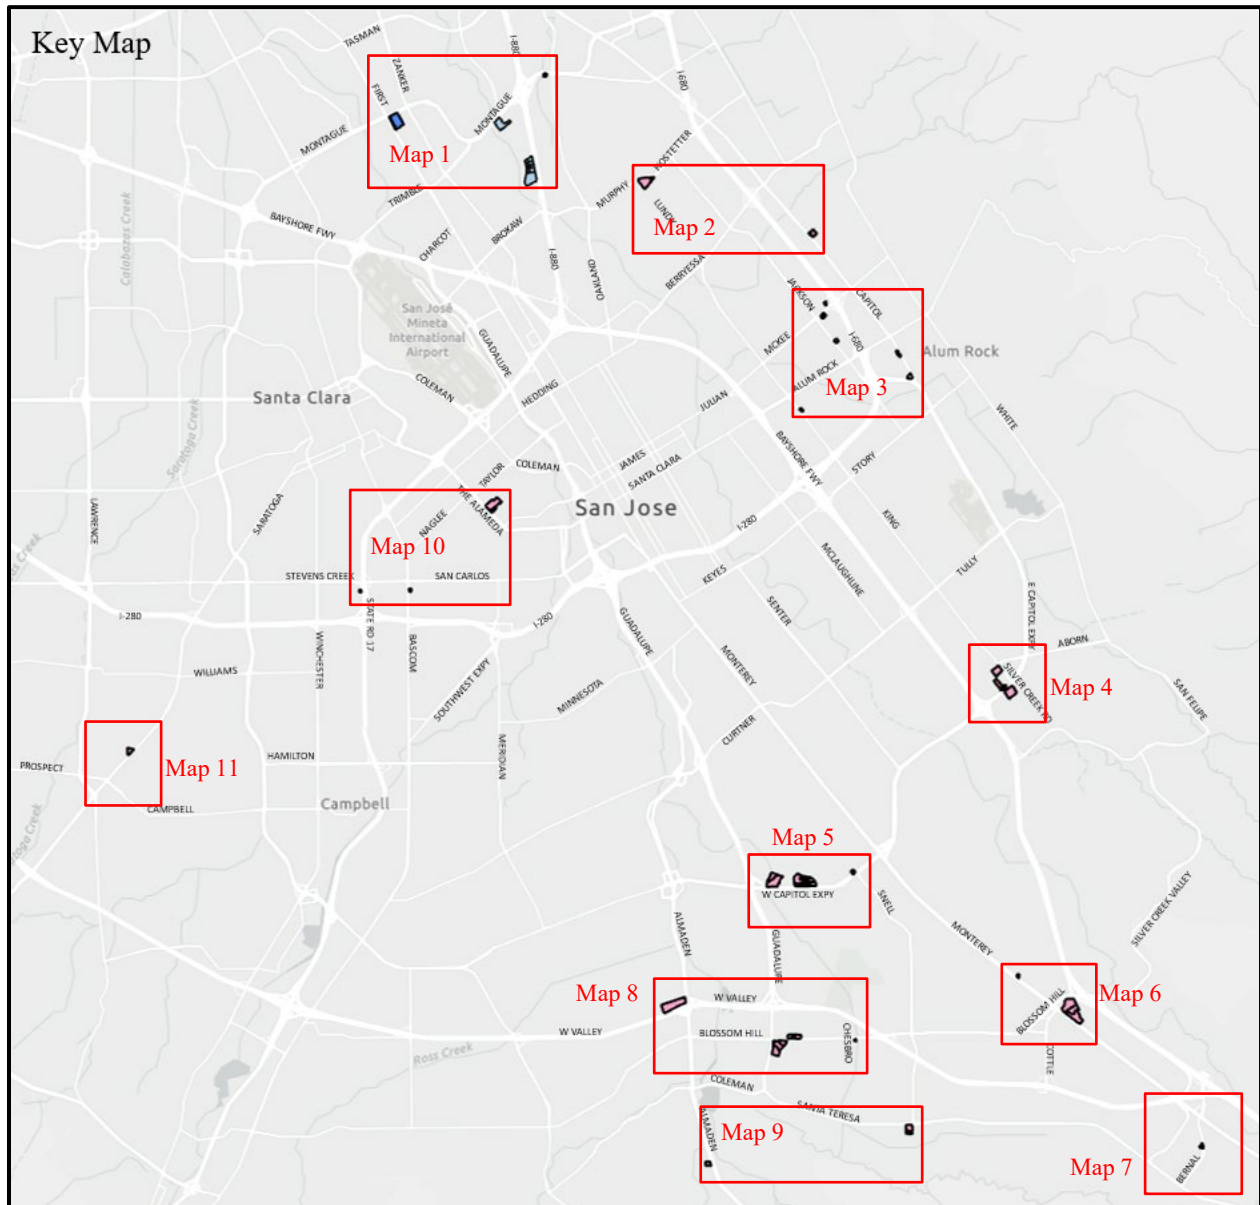 Key Map
TASMAN
I-880
ZANKER
FIRST
I-680
MONTAGUE
MONTAGUE
Map 1
HOSTETTER
TRIMBLE
MURPHY
LUNDY
Map 2
Calabazas Creek
BAYSHORE FWY
CHARCOT
BROKAW
I-880
OAKLAND
BERRYESSA
San José
Mineta
International
Airport
GUADALUPE
JACKSON
CAPITOL
MCKEE
I-680
Alum Rock
ALUM ROCK
Map 3
COLEMAN
HEDDING
Santa Clara
JULIAN
WHITE
Saratoga Creek
BAYSHORE FWY
STORY
COLEMAN
JAMES
SANTA CLARA
TAYLOR
THE ALAMEDA
NAGLEE
San Jose
LAWRENCE
SARATOGA
Map 10
I-280
KING
MCLAUGHLINE
TULLY
STEVENS CREEK
SAN CARLOS
KEYES
SENTER
E CAPITOL EXPY
I-280
STATE RD 17
I-280
GUADALUPE
WINCHESTER
BASCOM
SOUTHWEST EXPY
MONTEREY
ABORN
WILLIAMS
MINNESOTA
SILVER CREEK RD
Map 4
SAN FELIPE
CURTNER
MERIDIAN
PROSPECT
Map 11
HAMILTON
CAMPBELL
Campbell
Map 5
W CAPITOL EXPY
SNELL
SILVER CREEK VALLEY
ALMADEN
GUADALUPE
MONTEREY
Map 8
W VALLEY
BLOSSOM HILL
Map 6
W VALLEY
BLOSSOM HILL
CHESBRO
COTTLE
Ross Creek
COLEMAN
SANTA TERESA
ALMADEN
Map 9
Map 7
BERNAL